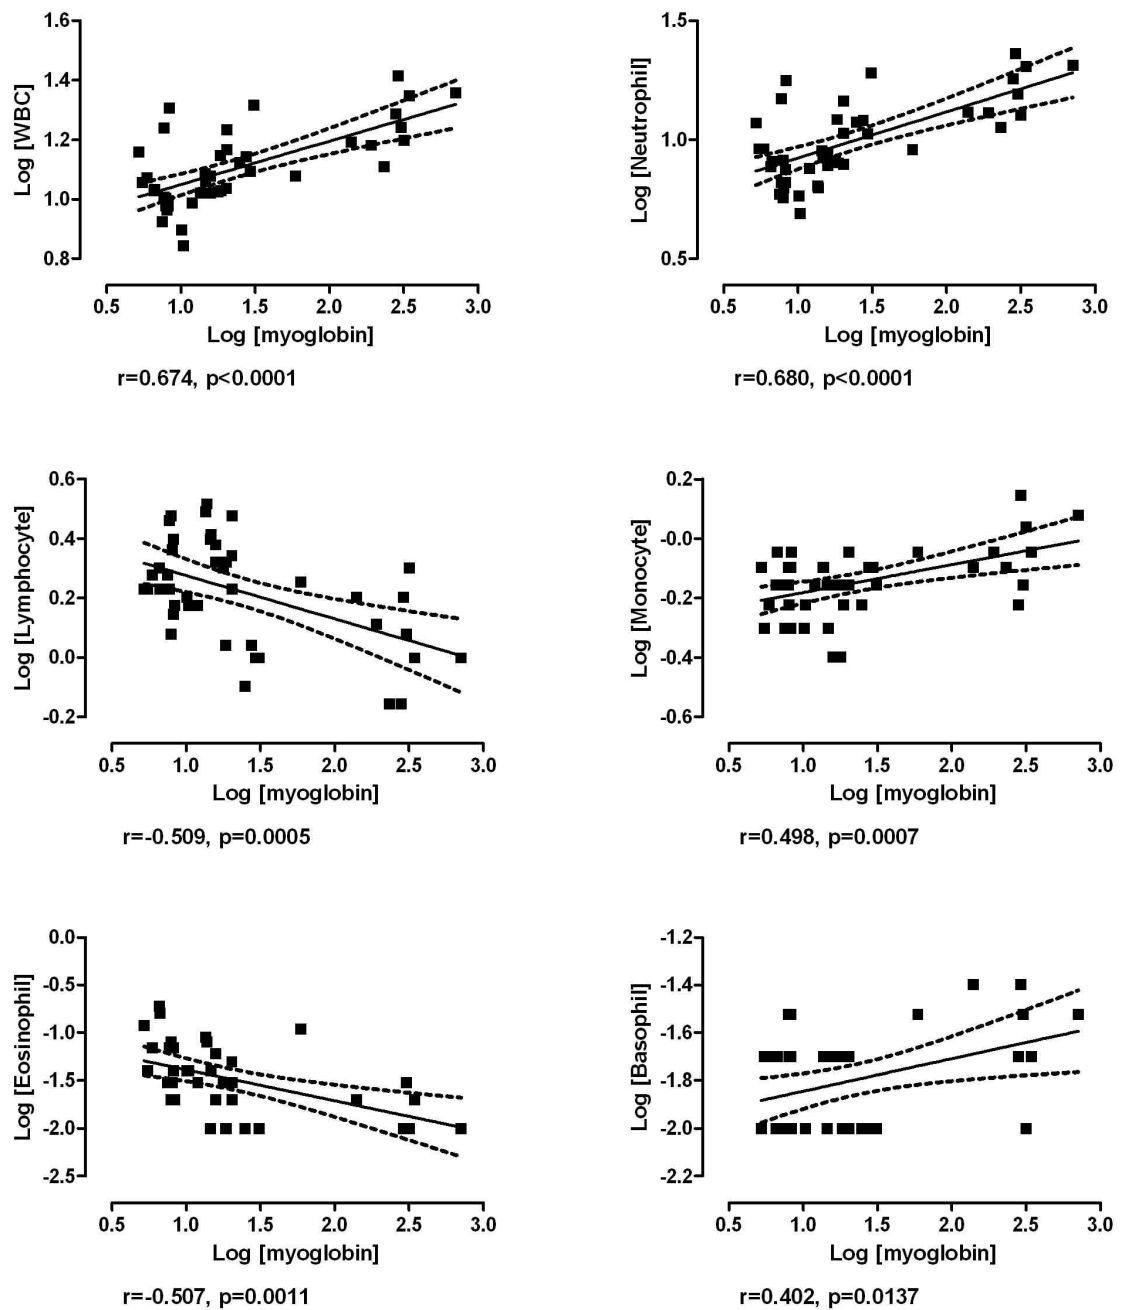 1.6
1.4
1.2
1.0
0.8
Log [WBC]
0.5 1.0 1.5 2.0 2.5 3.0
Log [myoglobin]
r=0.674, p<0.0001
1.5
1.0
0.5
Log [Neutrophil]
0.5 1.0 1.5 2.0 2.5 3.0
Log [myoglobin]
r=0.680, p<0.0001
0.6
0.4
0.2
0.0
-0.2
Log [Lymphocyte]
0.5 1.0 1.5 2.0 2.5 3.0
Log [myoglobin]
r=-0.509, p=0.0005
0.2
-0.0
-0.2
-0.4
-0.6
Log [Monocyte]
0.5 1.0 1.5 2.0 2.5 3.0
Log [myoglobin]
r=0.498, p=0.0007
0.0
-0.5
-1.0
-1.5
-2.0
-2.5
Log [Eosinophil]
0.5 1.0 1.5 2.0 2.5 3.0
Log [myoglobin]
r=-0.507, p=0.0011
-1.2
-1.4
-1.6
-1.8
-2.0
-2.2
Log [Basophil]
0.5 1.0 1.5 2.0 2.5 3.0
Log [myoglobin]
r=0.402, p=0.0137